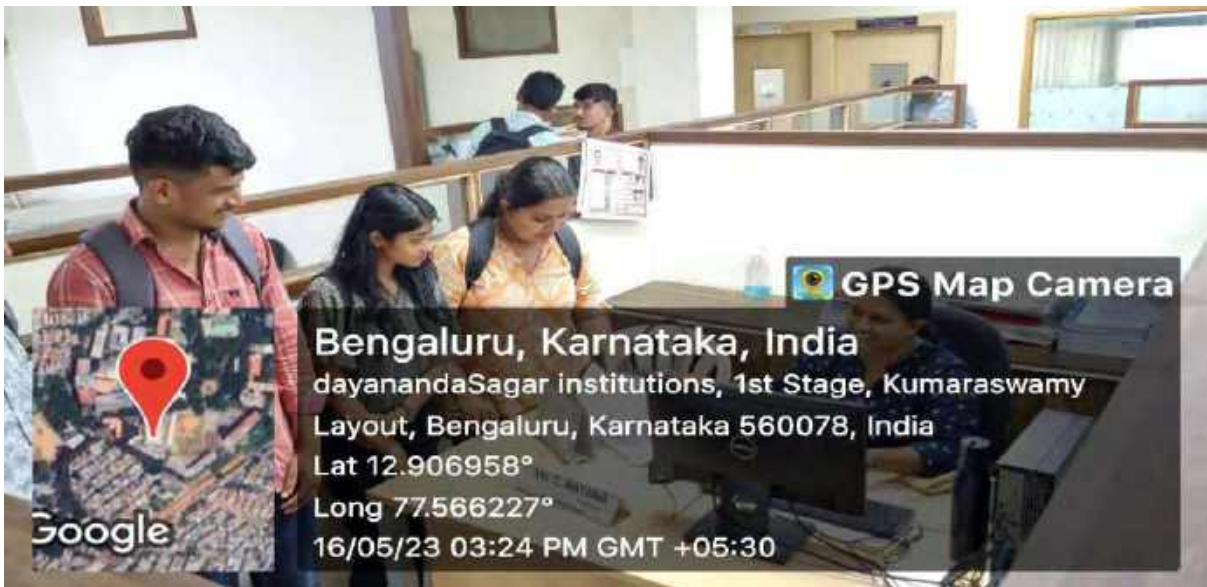 GPS Map Camera
Bengaluru, Karnataka, India
dayanandaSagar institutions, 1st Stage, Kumaraswamy
Layout, Bengaluru, Karnataka 560078, India
Lat 12.906958°
Long 77.566227°
16/05/23 03:24 PM GMT +05:30
Google